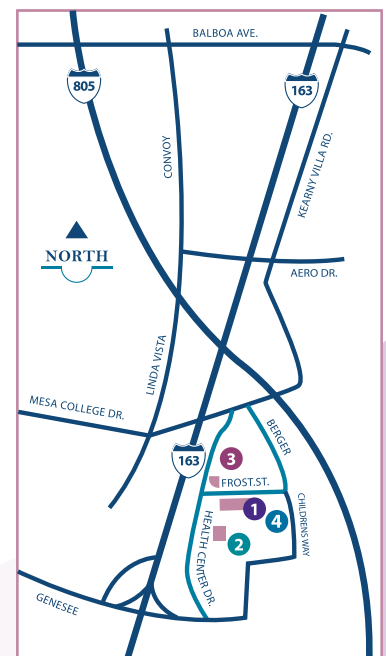 BALBOA AVE.
805
163
CONVOY
KEARNY VILLA RD.
NORTH
AERO DR.
LINDA VISTA
MESA COLLEGE DR.
BERGER
163
3
FROST.ST.
1
CHILDRENS WAY
4
HEALTH CENTER DR.
2
GENESEE